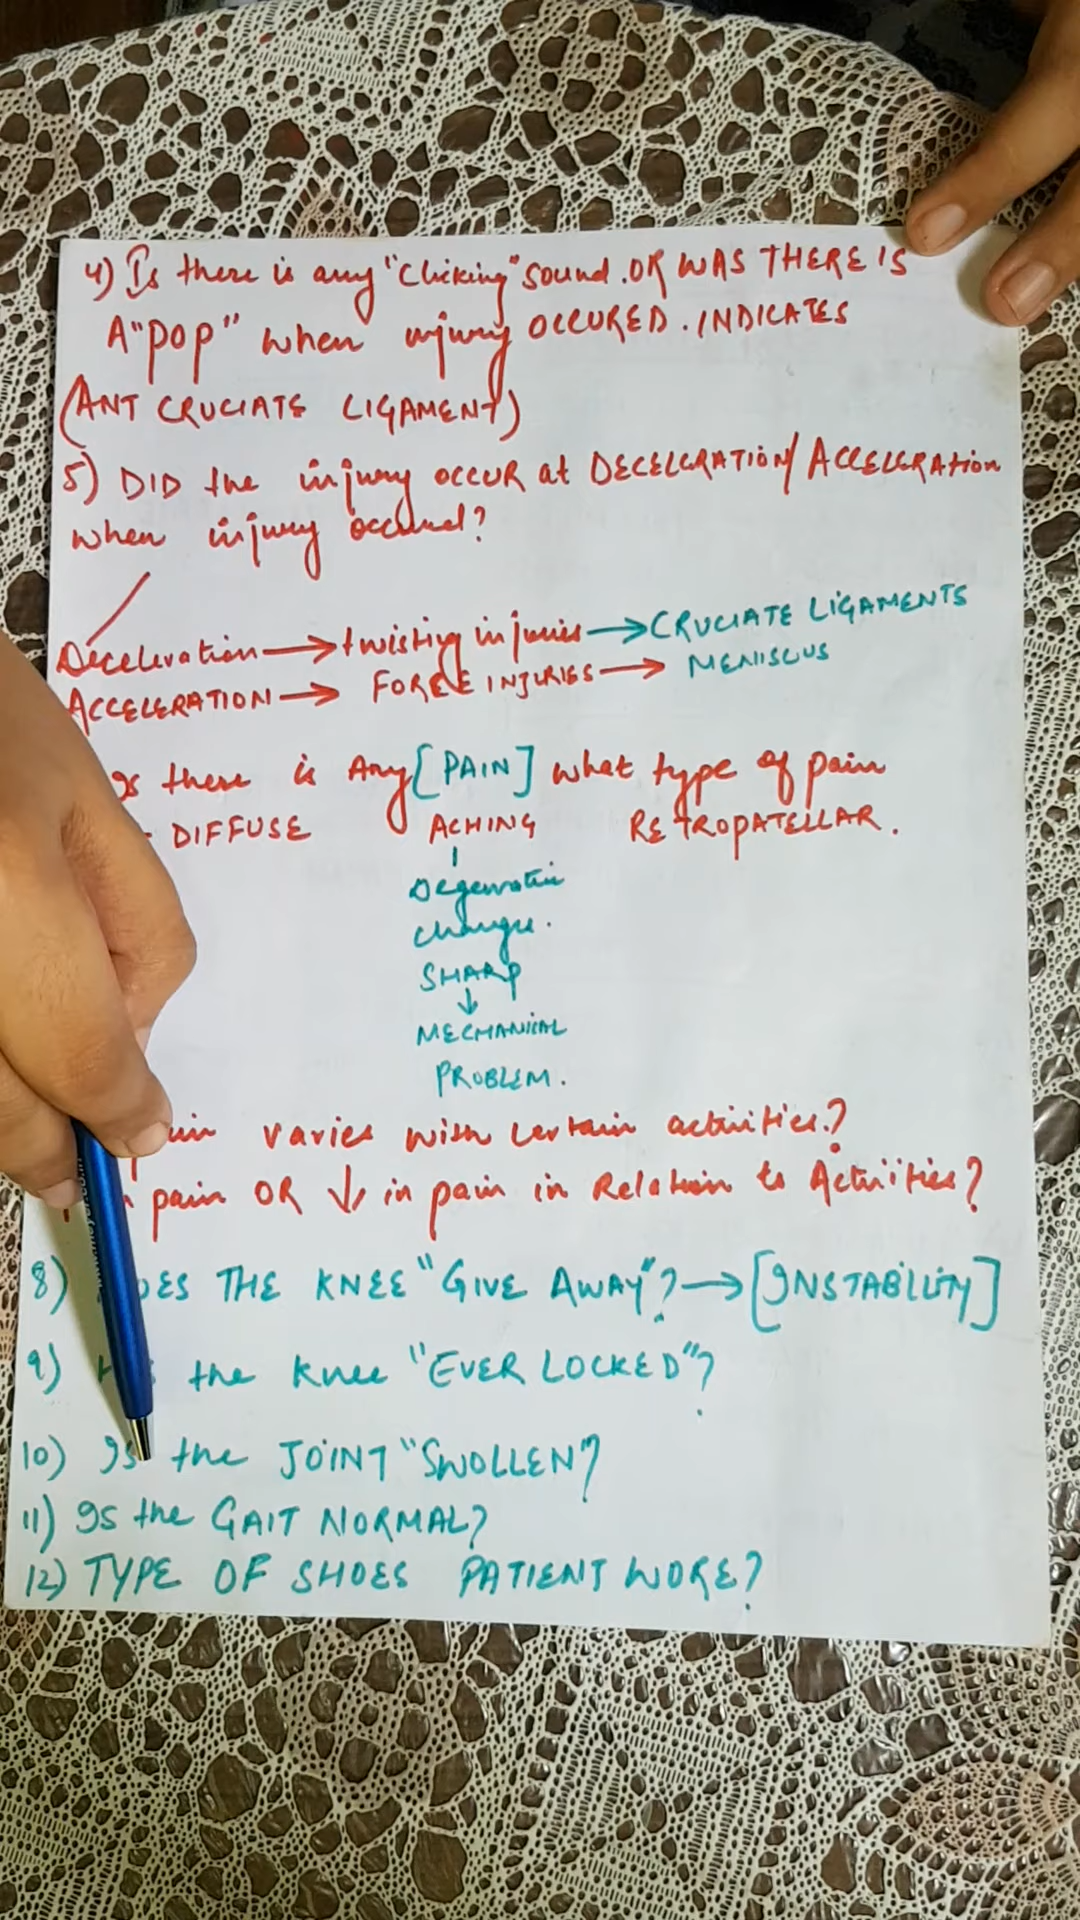 4) Is there is any "Clicking" sound. OR WAS THERE IS
A "POP" when injury OCCURED. INDICATES
(ANT CRUCIATE LIGAMENT)
5) DID the injury OCCUR at DECELERATION/ ACCELERAtion
when injury occured?
Deceleration → twisting injuries → CRUCIATE LIGAMENTS
ACCELERATION → FORCE INJURIES → MENISCUS
Is there is Any [PAIN] what type of pain
DIFFUSE ACHING RETROPATELLAR.
Degenrative
changes.
SHARP
↓
MECHANICAL
PROBLEM.
varies with certain activities?
pain OR ↓ in pain in Relation to Activities?
8) THE KNEE "GIVE AWAY"? → [INSTABILITY]
9) the knee "EVER LOCKED"?
10) Is the JOINT "SWOLLEN"?
11) Is the GAIT NORMAL?
12) TYPE OF SHOES PATIENT WORE?